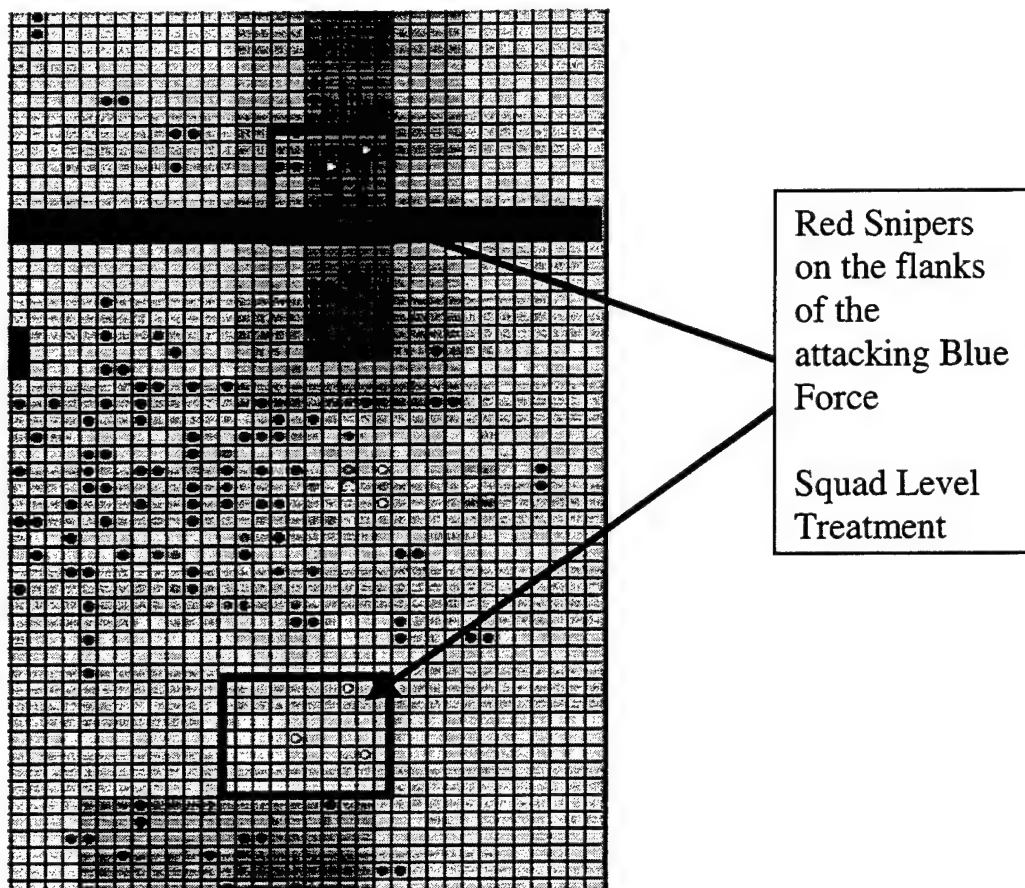 Red Snipers
on the flanks
of the
attacking Blue
Force
Squad Level
Treatment